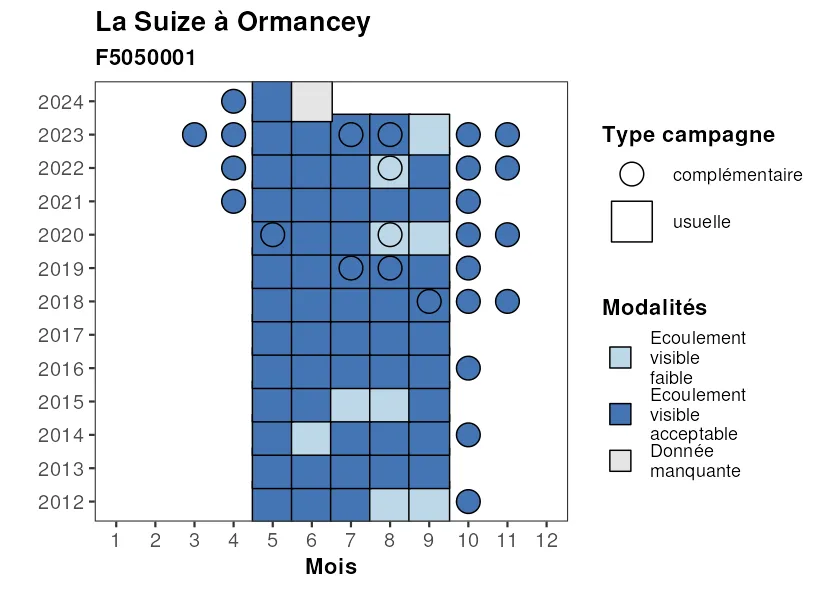 La Suize à Ormancey
F5050001
2024
2023
2022
2021
2020
2019
2018
2017
2016
2015
2014
2013
2012
1 2 3 4 5 6 7 8 9 10 11 12
Mois
Type campagne
complémentaire
usuelle
Modalités
Ecoulement
visible
faible
Ecoulement
visible
acceptable
Donnée
manquante